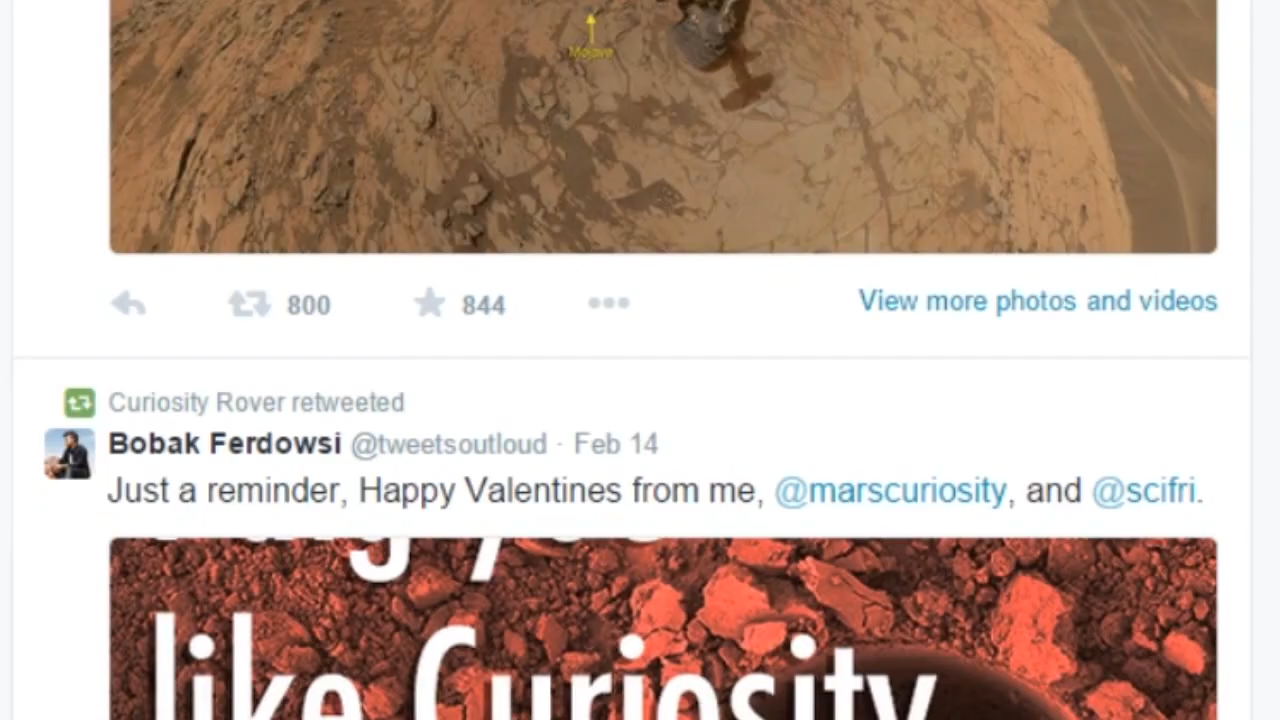 Mojave
800
844
View more photos and videos
Curiosity Rover retweeted
Bobak Ferdowsi @tweetsoutloud · Feb 14
Just a reminder, Happy Valentines from me, @marscuriosity, and @scifri.
like Curiosity